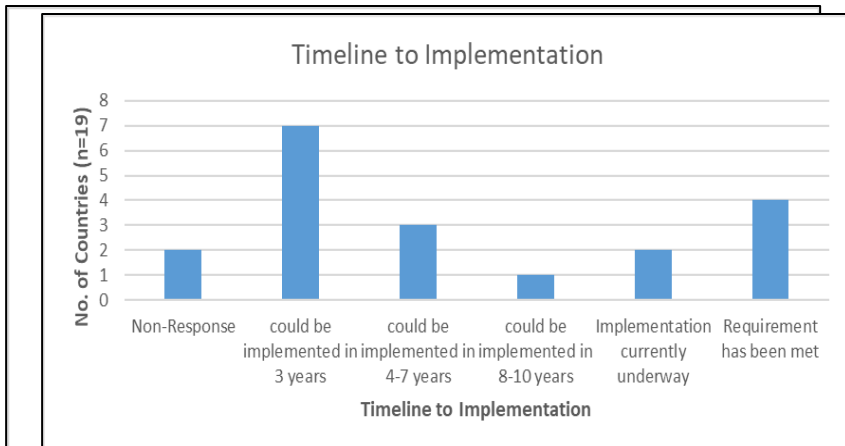 Timeline to Implementation
No. of Countries (n=19)
8
7
6
5
4
3
2
1
0
Non-Response
could be
implemented in
3 years
could be
implemented in
4-7 years
could be
implemented in
8-10 years
Implementation
currently
underway
Requirement
has been met
Timeline to Implementation